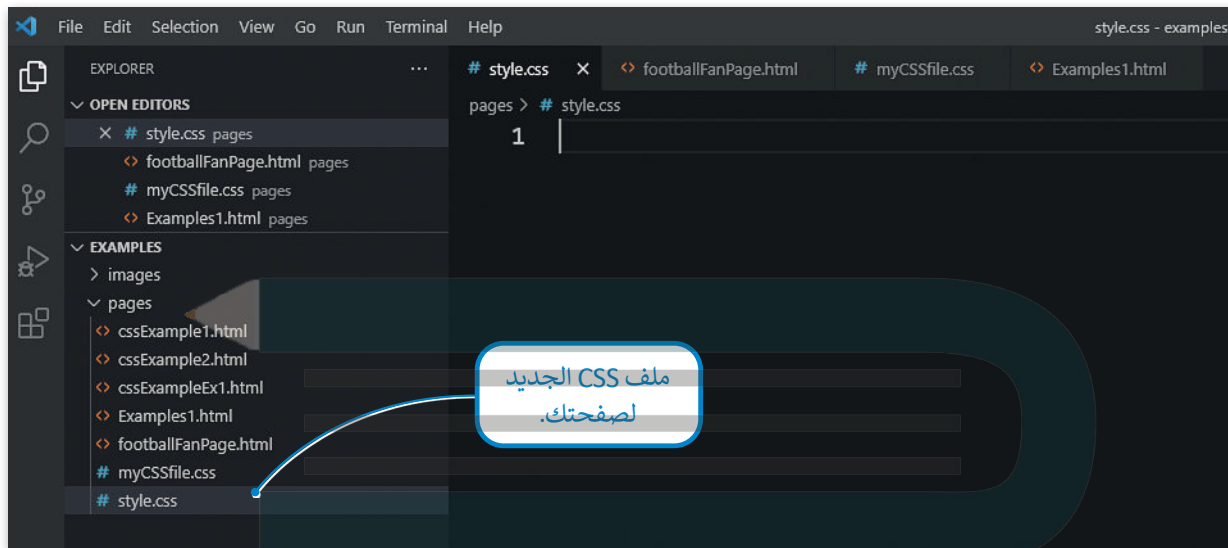 File Edit Selection View Go Run Terminal Help
style.css - examples
EXPLORER ...
OPEN EDITORS
style.css pages
footballFanPage.html pages
myCSSfile.css pages
Examples1.html pages
EXAMPLES
images
pages
cssExample1.html
cssExample2.html
cssExampleEx1.html
Examples1.html
footballFanPage.html
# myCSSfile.css
# style.css
# style.css × <> footballFanPage.html # myCSSfile.css <> Examples1.html
pages > # style.css
1
ملف CSS الجديد
لصفحتك.